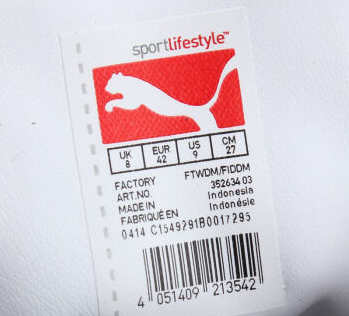 sportlifestyle™
UK 8 EUR 42 US 9 CM 27
FACTORY FTWDM/FIDDM
ART.NO. 352634 03
MADE IN Indonesia
FABRIQUÉ EN Indonésie
0414 C1549291B0017295
4 051409 213542